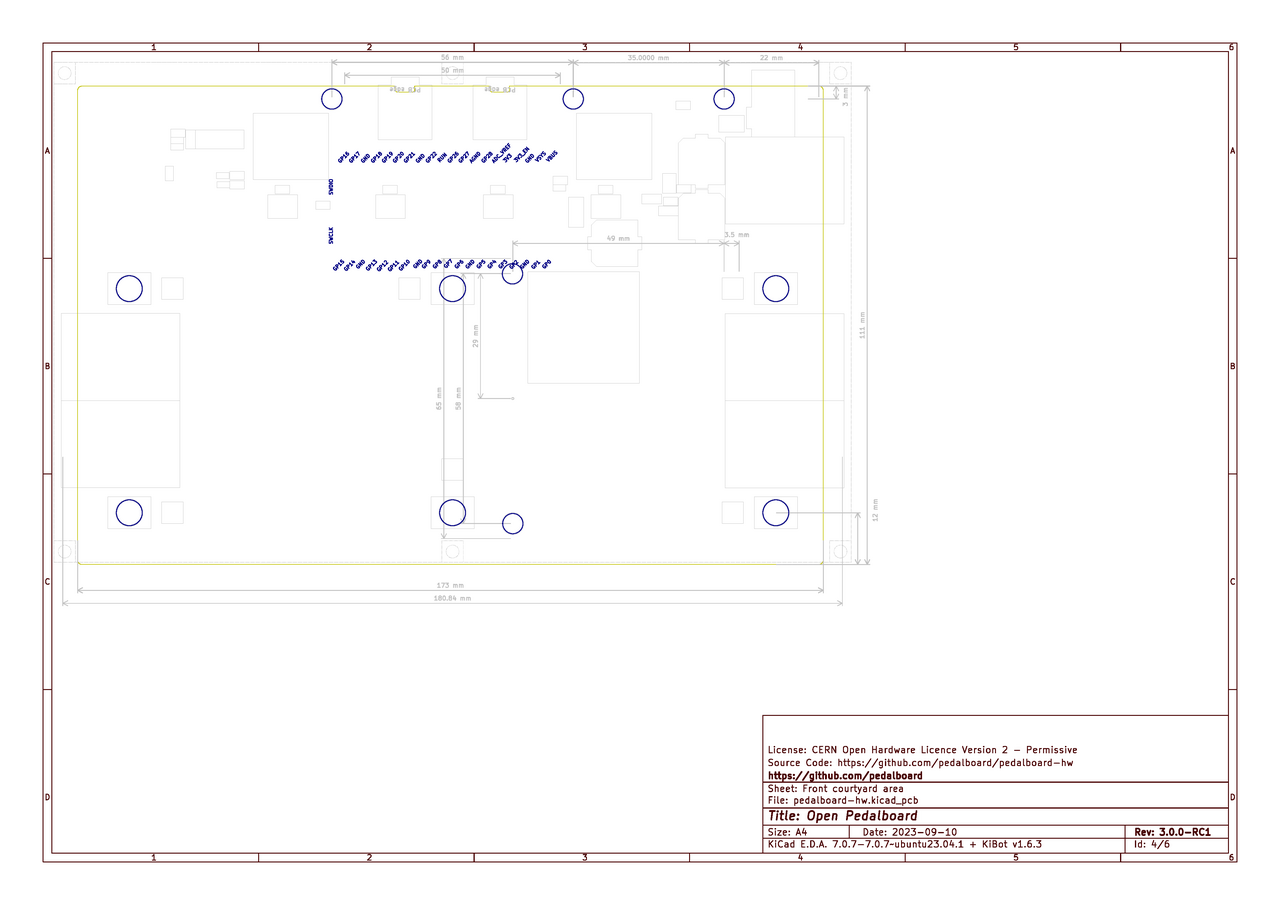 1 2 3 4 5 6
56 mm 35.0000 mm 22 mm
50 mm
3 mm
PCB edge PCB edge
A A
GP16 GP17 GND GP18 GP19 GP20 GP21 GND GP22 RUN GP26 GP27 AGND GP28 ADC_VREF 3V3 3V3_EN GND VSYS VBUS
SWDIO
SWCLK
49 mm 3.5 mm
GP15 GP14 GND GP13 GP12 GP11 GP10 GND GP9 GP8 GP7 GP6 GND GP5 GP4 GP3 GP2 GND GP1 GP0
29 mm
111 mm
B B
65 mm 58 mm
12 mm
C C
173 mm
180.84 mm
License: CERN Open Hardware Licence Version 2 - Permissive
Source Code: https://github.com/pedalboard/pedalboard-hw
https://github.com/pedalboard
Sheet: Front courtyard area
File: pedalboard-hw.kicad_pcb
D D
Title: Open Pedalboard
Size: A4 Date: 2023-09-10 Rev: 3.0.0-RC1
KiCad E.D.A. 7.0.7-7.0.7~ubuntu23.04.1 + KiBot v1.6.3 Id: 4/6
1 2 3 4 5 6